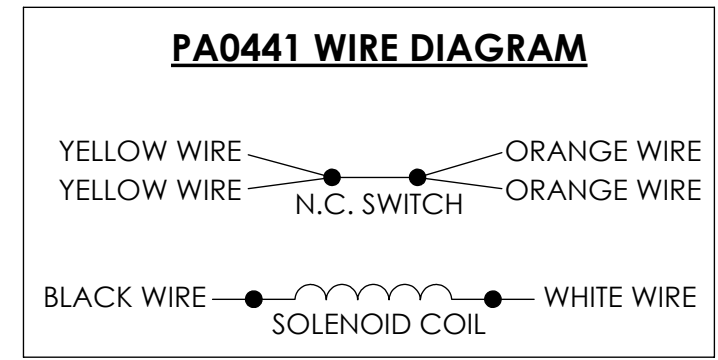 PA0441 WIRE DIAGRAM
YELLOW WIRE ORANGE WIRE
YELLOW WIRE ORANGE WIRE
N.C. SWITCH
BLACK WIRE WHITE WIRE
SOLENOID COIL